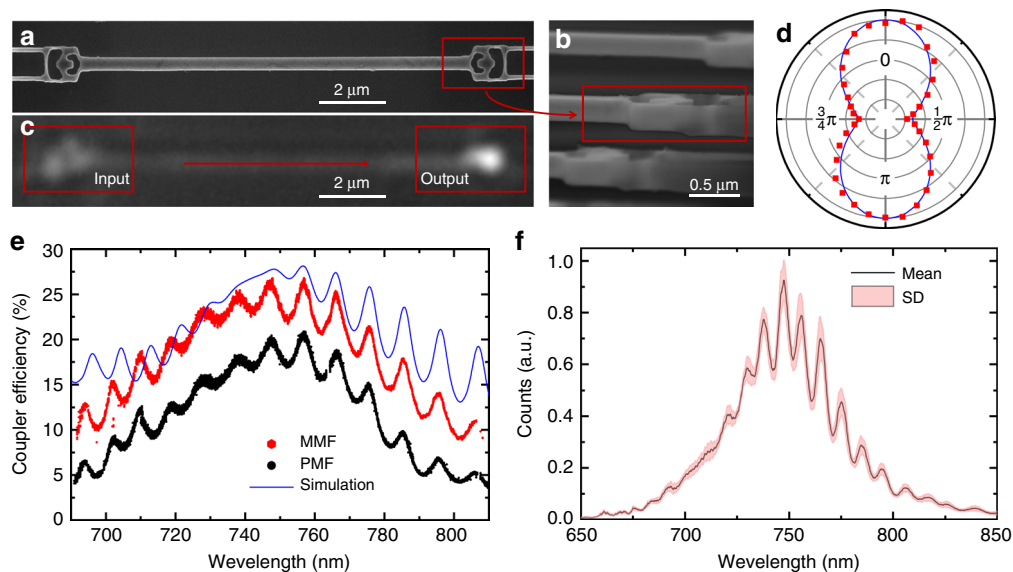 a
2 μm
b
0.5 μm
c
Input
Output
2 μm
d
0
3/4 π
1/2 π
π
e
30
25
20
15
10
5
0
Coupler efficiency (%)
MMF
PMF
Simulation
700
720
740
760
780
800
Wavelength (nm)
f
1.0
0.8
0.6
0.4
0.2
0.0
Counts (a.u.)
Mean
SD
650
700
750
800
850
Wavelength (nm)